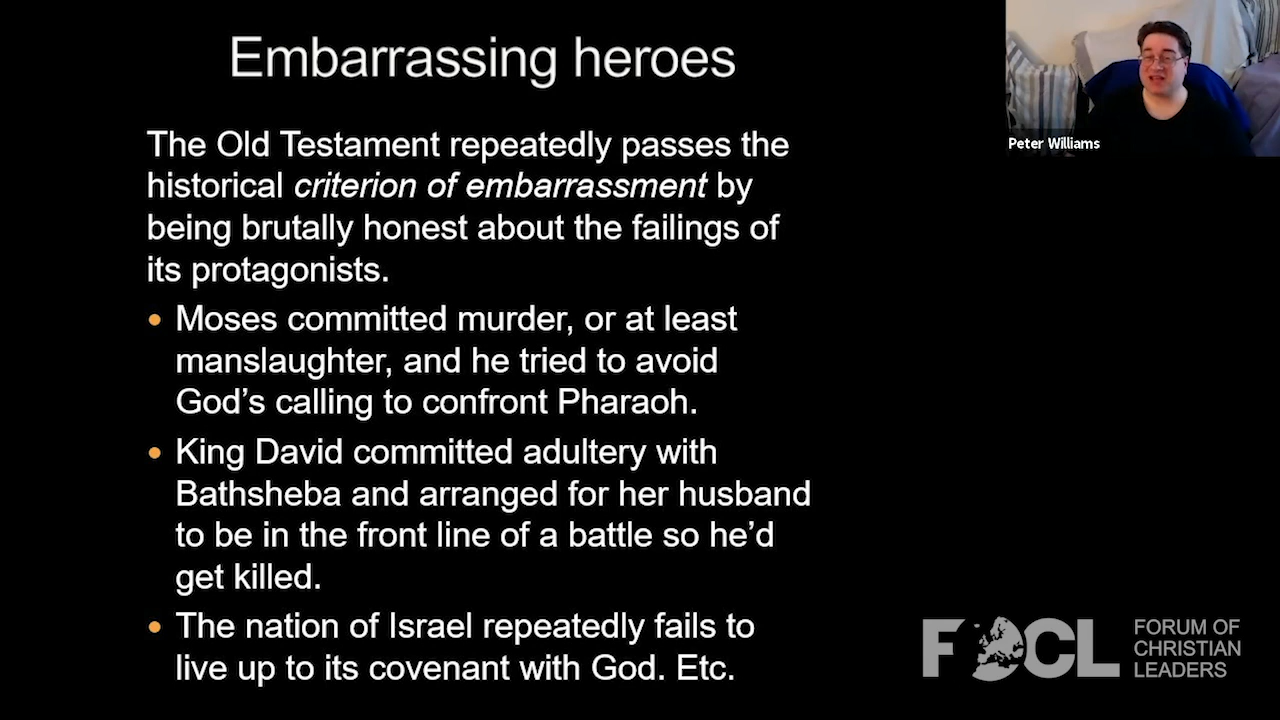 Embarrassing heroes
Peter Williams
The Old Testament repeatedly passes the
historical criterion of embarrassment by
being brutally honest about the failings of
its protagonists.
• Moses committed murder, or at least
manslaughter, and he tried to avoid
God’s calling to confront Pharaoh.
• King David committed adultery with
Bathsheba and arranged for her husband
to be in the front line of a battle so he’d
get killed.
• The nation of Israel repeatedly fails to
live up to its covenant with God. Etc.
FOCL
FORUM OF
CHRISTIAN
LEADERS